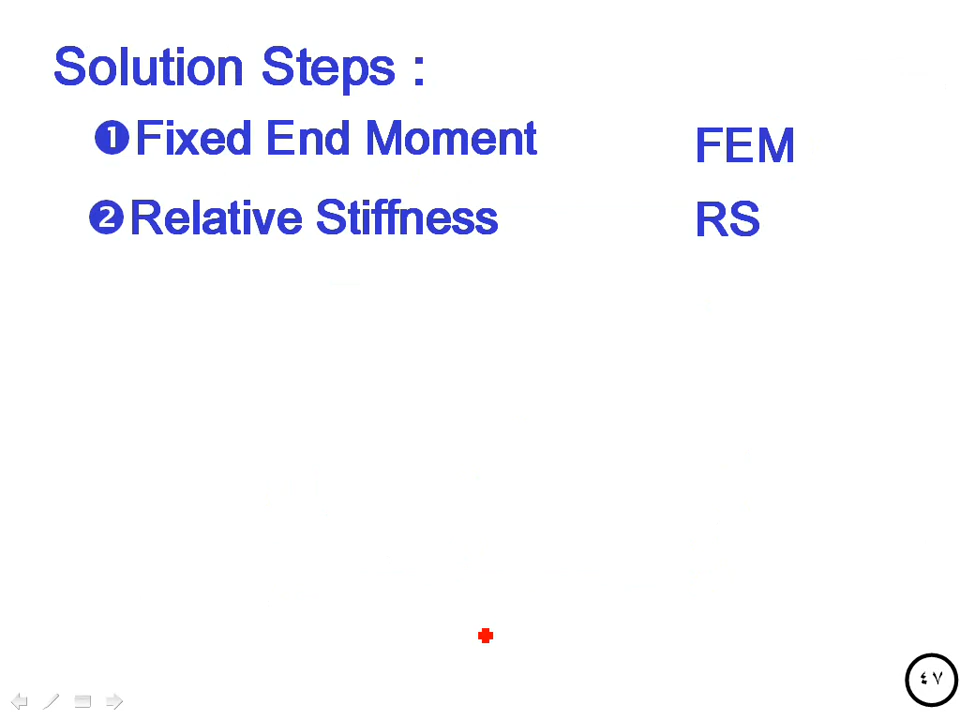 Solution Steps :
❶Fixed End Moment FEM
❷Relative Stiffness RS
٤٧